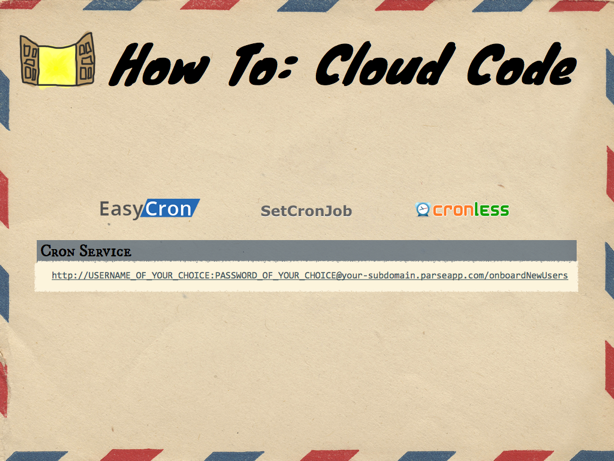 How To: Cloud Code
EasyCron SetCronJob cronless
Cron Service
http://USERNAME_OF_YOUR_CHOICE:PASSWORD_OF_YOUR_CHOICE@your-subdomain.parseapp.com/onboardNewUsers